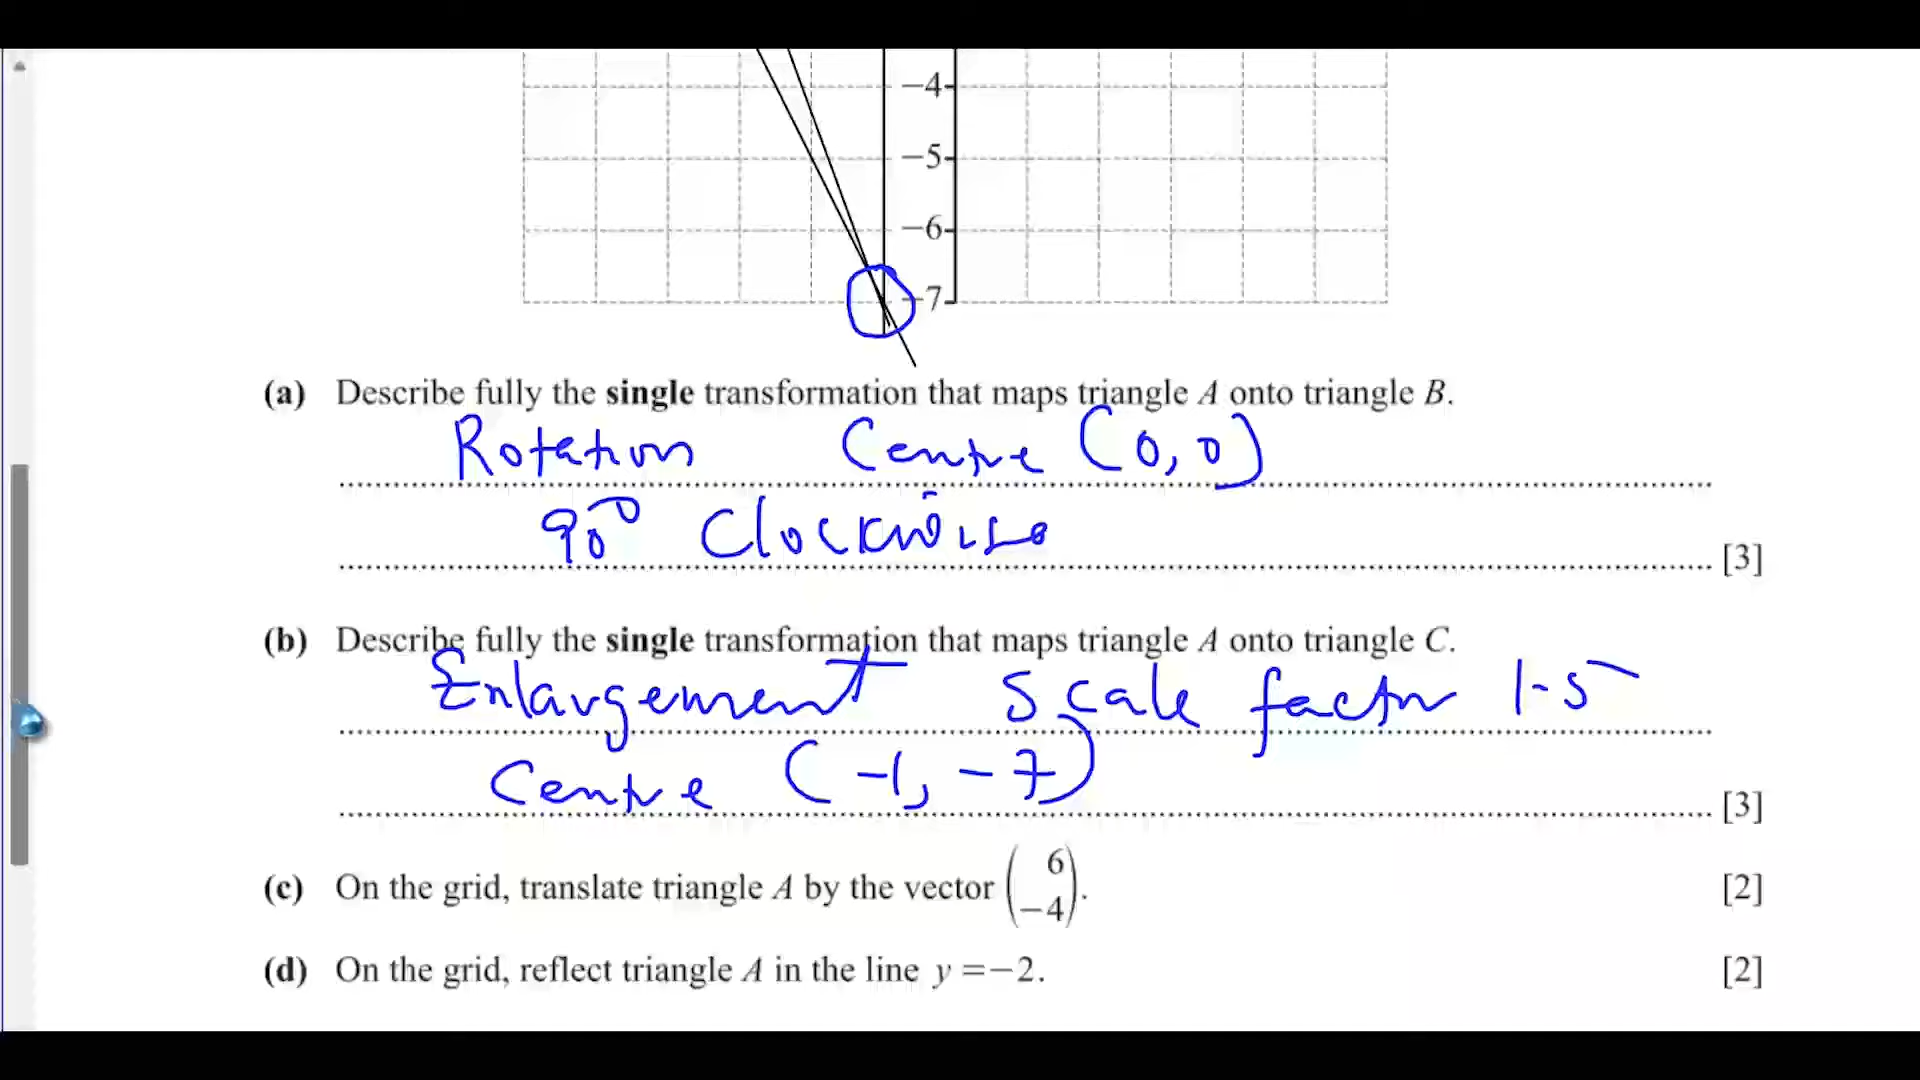 −4
−5
−6
−7
(a) Describe fully the single transformation that maps triangle A onto triangle B.
Rotation Centre (0,0)
90° Clockwise
[3]
(b) Describe fully the single transformation that maps triangle A onto triangle C.
Enlargement Scale factor 1.5
Centre (-1, -7)
[3]
(c) On the grid, translate triangle A by the vector (6 −4). [2]
(d) On the grid, reflect triangle A in the line y = −2. [2]